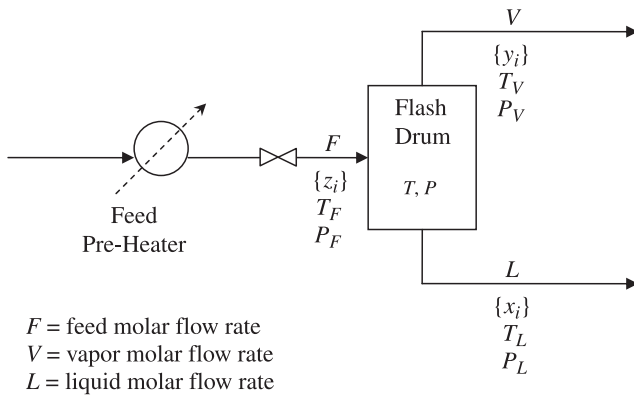 V
{y_i}
T_V
P_V
Flash
Drum
T, P
F
{z_i}
T_F
P_F
Feed
Pre-Heater
L
{x_i}
T_L
P_L
F = feed molar flow rate
V = vapor molar flow rate
L = liquid molar flow rate